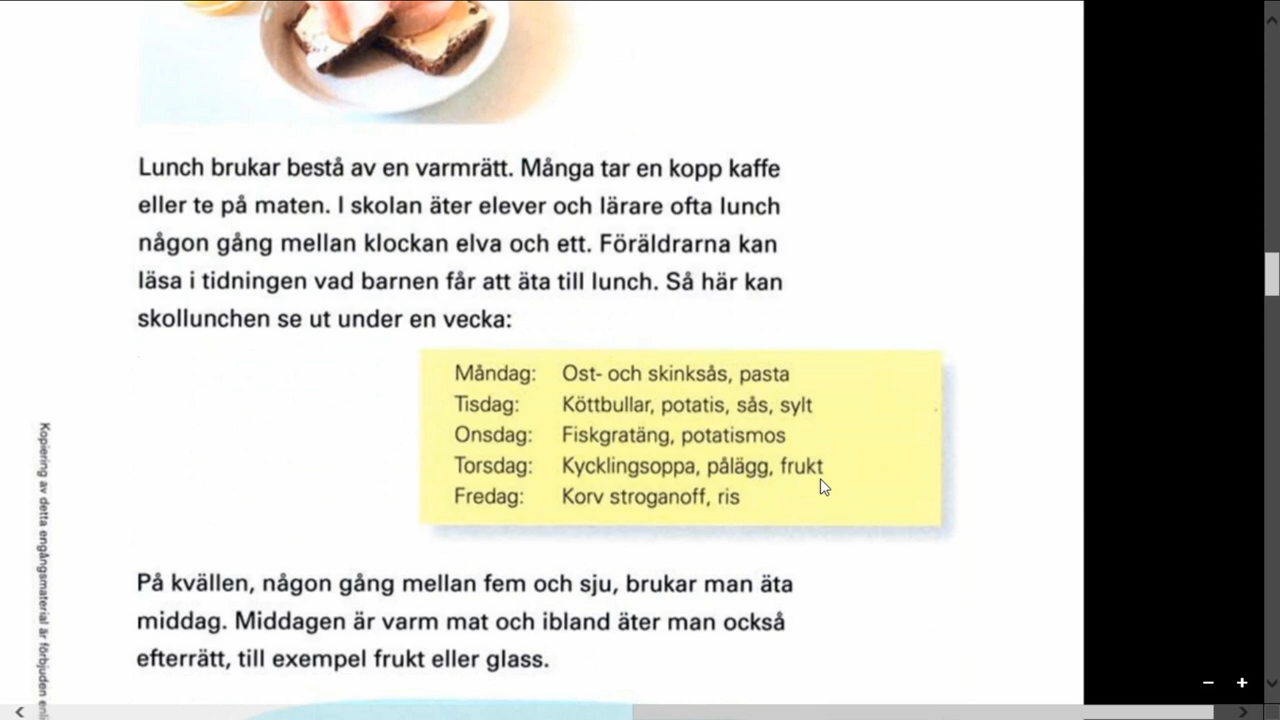 Lunch brukar bestå av en varmrätt. Många tar en kopp kaffe
eller te på maten. I skolan äter elever och lärare ofta lunch
någon gång mellan klockan elva och ett. Föräldrarna kan
läsa i tidningen vad barnen får att äta till lunch. Så här kan
skollunchen se ut under en vecka:
Måndag: Ost- och skinksås, pasta
Tisdag: Köttbullar, potatis, sås, sylt
Onsdag: Fiskgratäng, potatismos
Torsdag: Kycklingsoppa, pålägg, frukt
Fredag: Korv stroganoff, ris
På kvällen, någon gång mellan fem och sju, brukar man äta
middag. Middagen är varm mat och ibland äter man också
efterrätt, till exempel frukt eller glass.
Kopiering av detta engångsmaterial är förbjuden